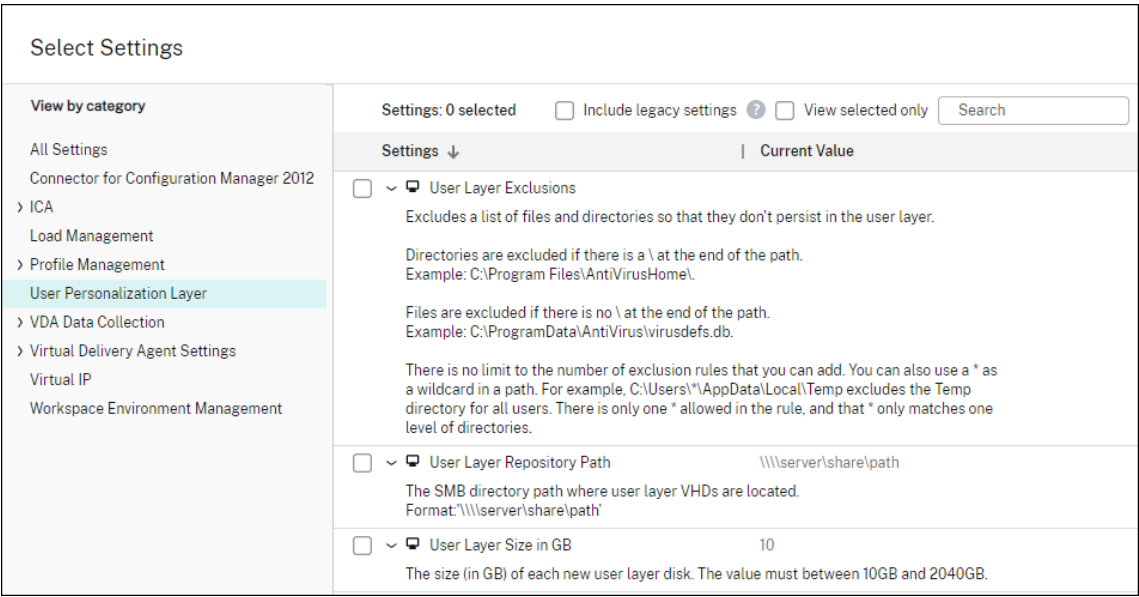 Select Settings
View by category
All Settings
Connector for Configuration Manager 2012
ICA
Load Management
Profile Management
User Personalization Layer
VDA Data Collection
Virtual Delivery Agent Settings
Virtual IP
Workspace Environment Management
Settings: 0 selected Include legacy settings ? View selected only Search
Settings ↓ | Current Value
User Layer Exclusions
Excludes a list of files and directories so that they don't persist in the user layer.
Directories are excluded if there is a \ at the end of the path.
Example: C:\Program Files\AntiVirusHome\.
Files are excluded if there is no \ at the end of the path.
Example: C:\ProgramData\AntiVirus\virusdefs.db.
There is no limit to the number of exclusion rules that you can add. You can also use a * as
a wildcard in a path. For example, C:\Users\*\AppData\Local\Temp excludes the Temp
directory for all users. There is only one * allowed in the rule, and that * only matches one
level of directories.
User Layer Repository Path \\\\server\share\path
The SMB directory path where user layer VHDs are located.
Format:'\\\\server\share\path'
User Layer Size in GB 10
The size (in GB) of each new user layer disk. The value must between 10GB and 2040GB.